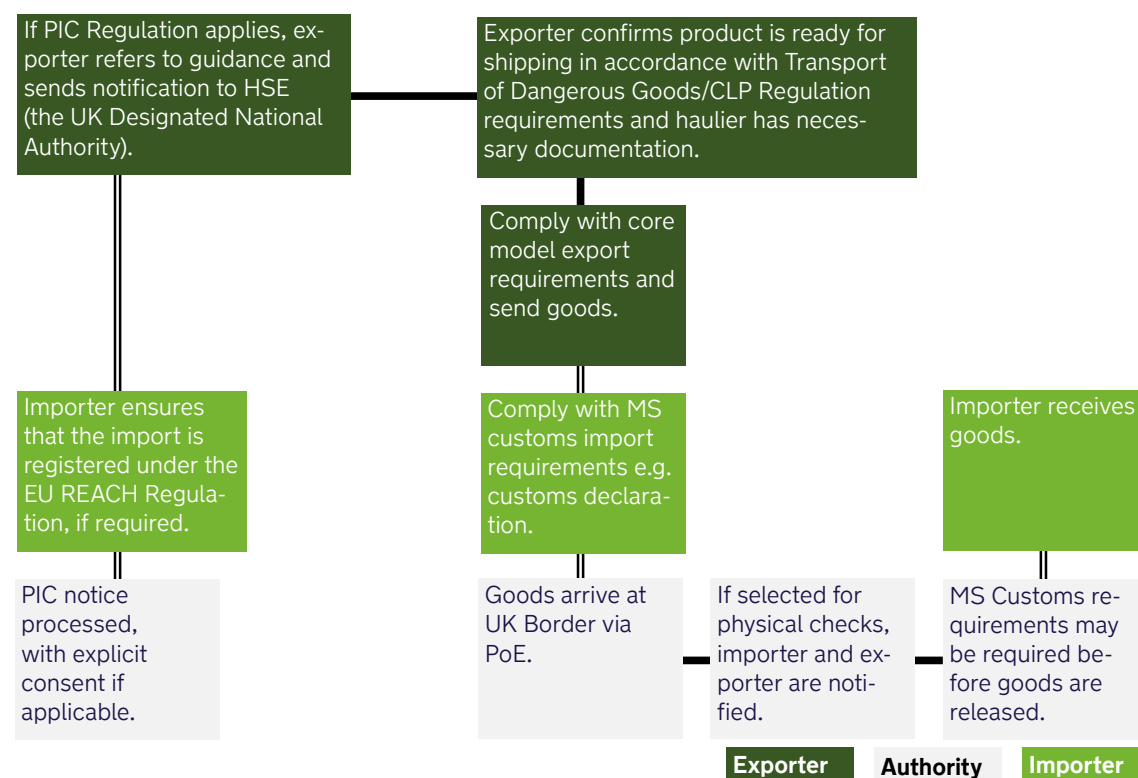 If PIC Regulation applies, ex-
porter refers to guidance and
sends notification to HSE
(the UK Designated National
Authority).
Exporter confirms product is ready for
shipping in accordance with Transport
of Dangerous Goods/CLP Regulation
requirements and haulier has neces-
sary documentation.
Comply with core
model export
requirements and
send goods.
Importer ensures
that the import is
registered under the
EU REACH Regula-
tion, if required.
Comply with MS
customs import
requirements e.g.
customs declara-
tion.
Importer receives
goods.
PIC notice
processed,
with explicit
consent if
applicable.
Goods arrive at
UK Border via
PoE.
If selected for
physical checks,
importer and ex-
porter are noti-
fied.
MS Customs re-
quirements may
be required be-
fore goods are
released.
Exporter
Authority
Importer